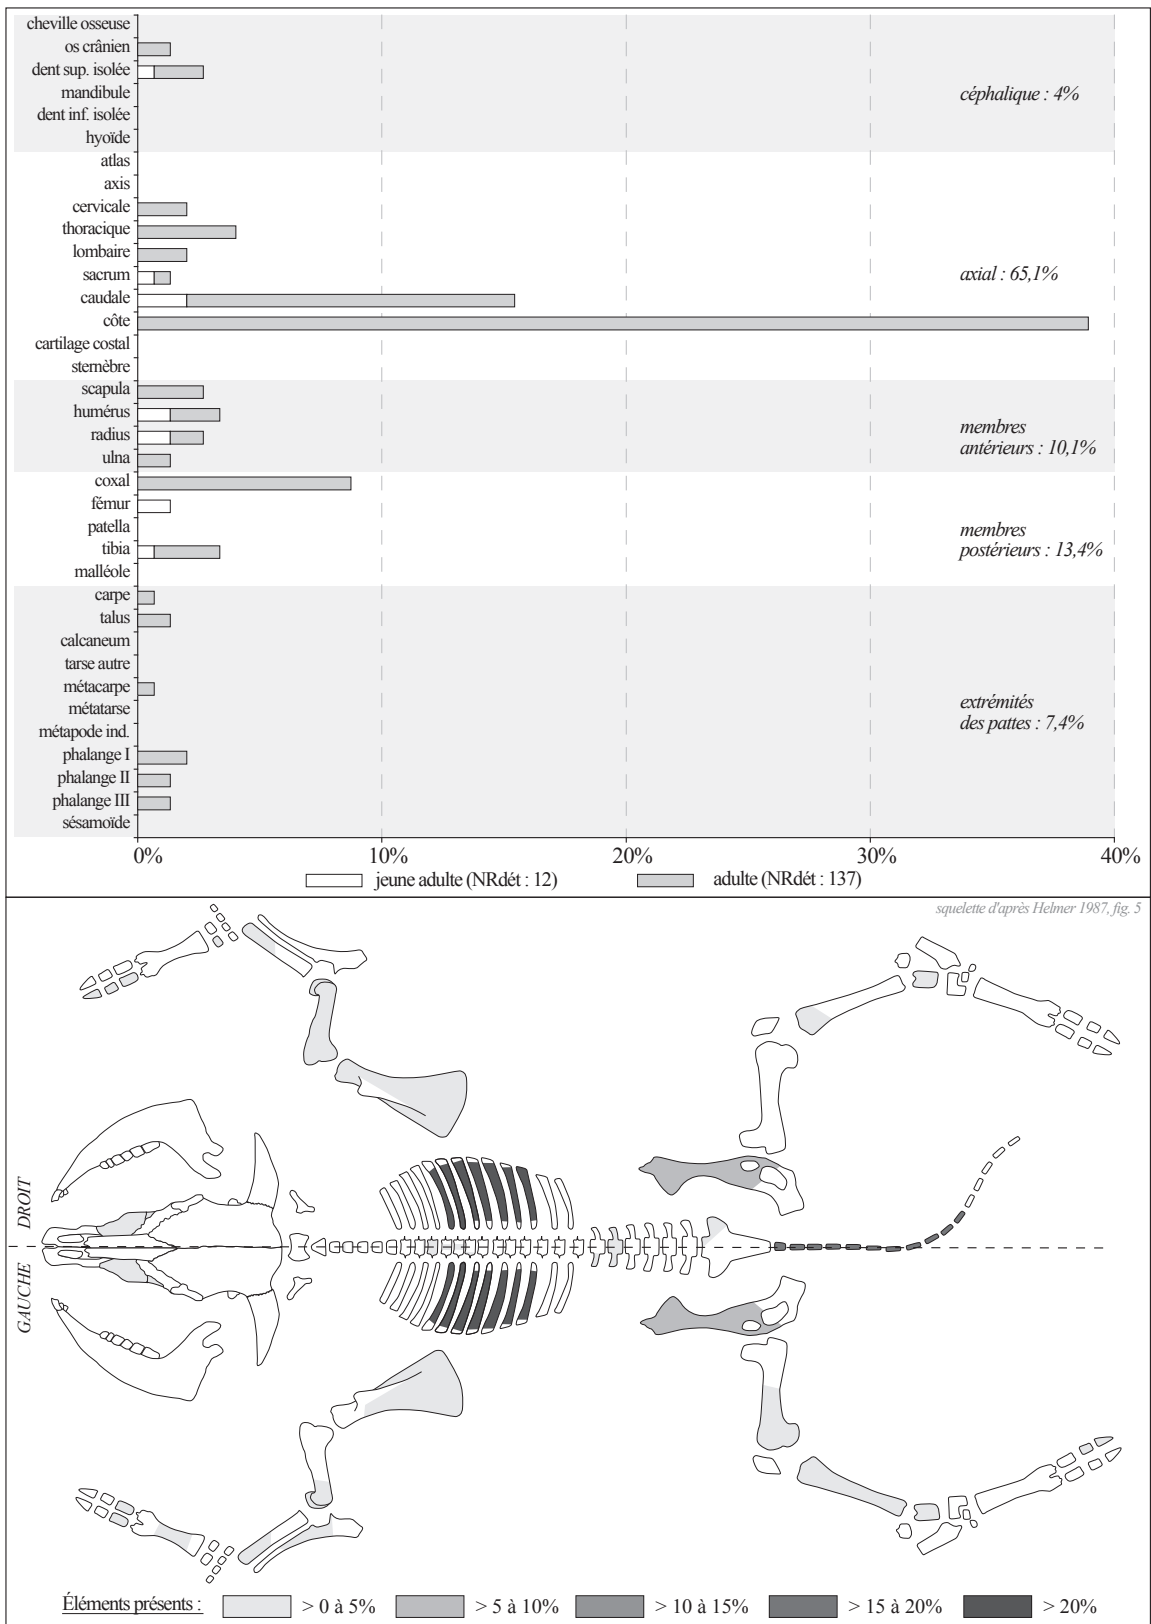 cheville osseuse
os crânien
dent sup. isolée
mandibule
dent inf. isolée
hyoïde
céphalique : 4%
atlas
axis
cervicale
thoracique
lombaire
sacrum
caudale
côte
cartilage costal
sternèbre
axial : 65,1%
scapula
humérus
radius
ulna
membres
antérieurs : 10,1%
coxal
fémur
patella
tibia
malléole
membres
postérieurs : 13,4%
carpe
talus
calcaneum
tarse autre
métacarpe
métatarse
métapode ind.
phalange I
phalange II
phalange III
sésamoïde
extrémités
des pattes : 7,4%
0% 10% 20% 30% 40%
jeune adulte (NRdét : 12) adulte (NRdét : 137)
squelette d'après Helmer 1987, fig. 5
DROIT
GAUCHE
Éléments présents : > 0 à 5% > 5 à 10% > 10 à 15% > 15 à 20% > 20%